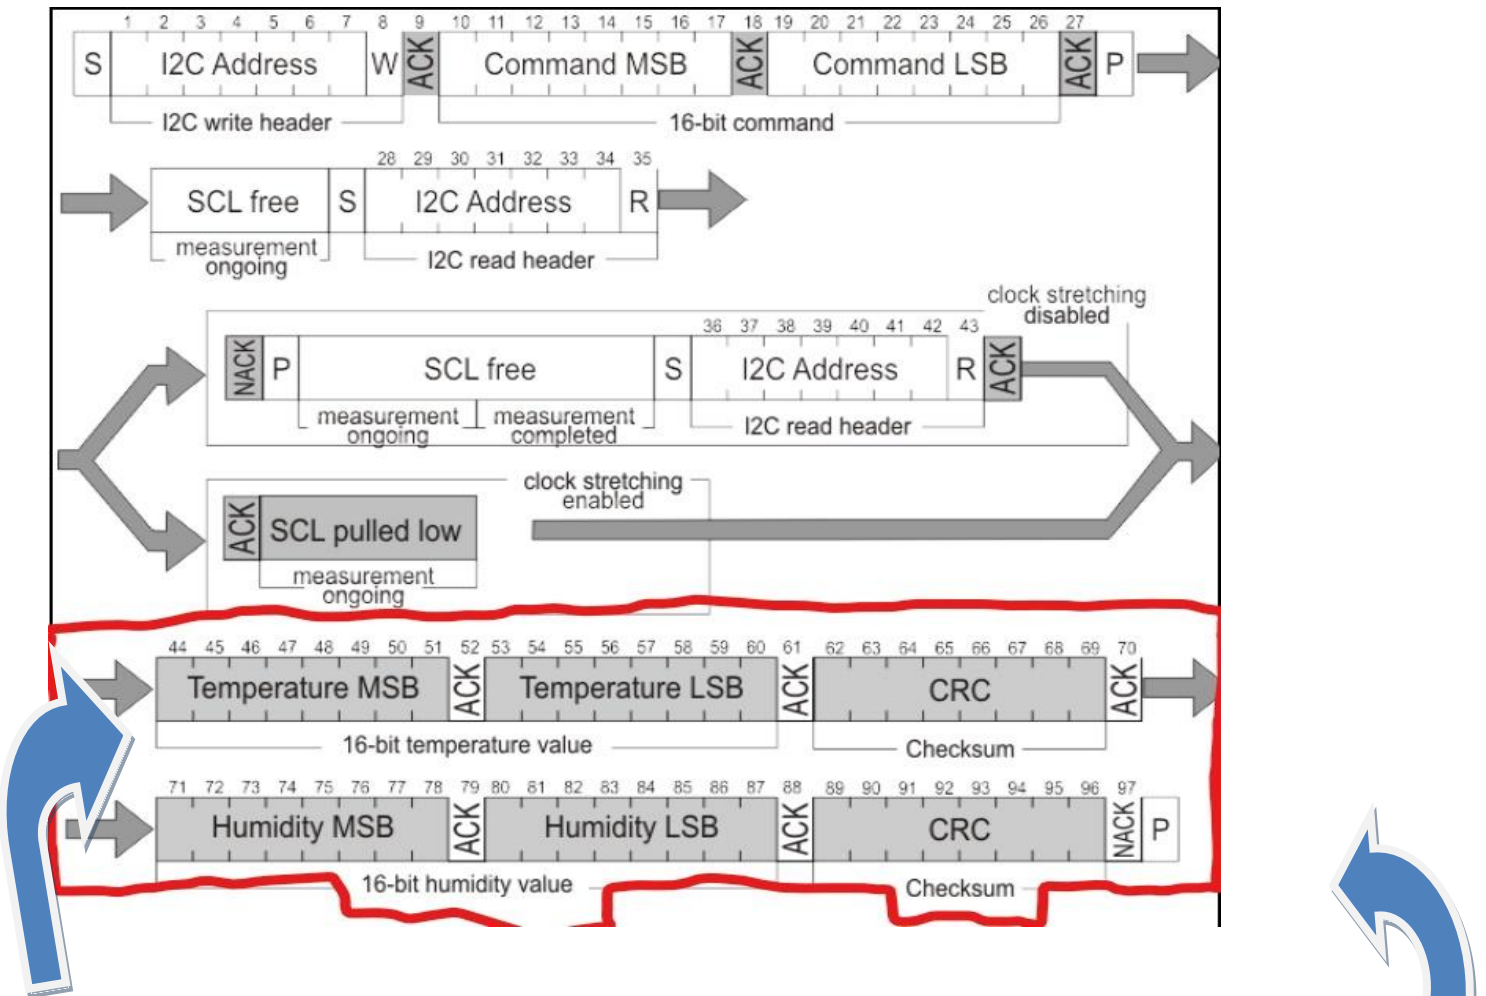 1 2 3 4 5 6 7 8 9 10 11 12 13 14 15 16 17 18 19 20 21 22 23 24 25 26 27
S I2C Address W ACK Command MSB ACK Command LSB ACK P
I2C write header 16-bit command
28 29 30 31 32 33 34 35
SCL free S I2C Address R
measurement
ongoing
I2C read header
clock stretching
disabled
36 37 38 39 40 41 42 43
NACK P SCL free S I2C Address R ACK
measurement
ongoing
measurement
completed
I2C read header
clock stretching
enabled
ACK SCL pulled low
measurement
ongoing
44 45 46 47 48 49 50 51 52 53 54 55 56 57 58 59 60 61 62 63 64 65 66 67 68 69 70
Temperature MSB ACK Temperature LSB ACK CRC ACK
16-bit temperature value Checksum
71 72 73 74 75 76 77 78 79 80 81 82 83 84 85 86 87 88 89 90 91 92 93 94 95 96 97
Humidity MSB ACK Humidity LSB ACK CRC NACK P
16-bit humidity value Checksum